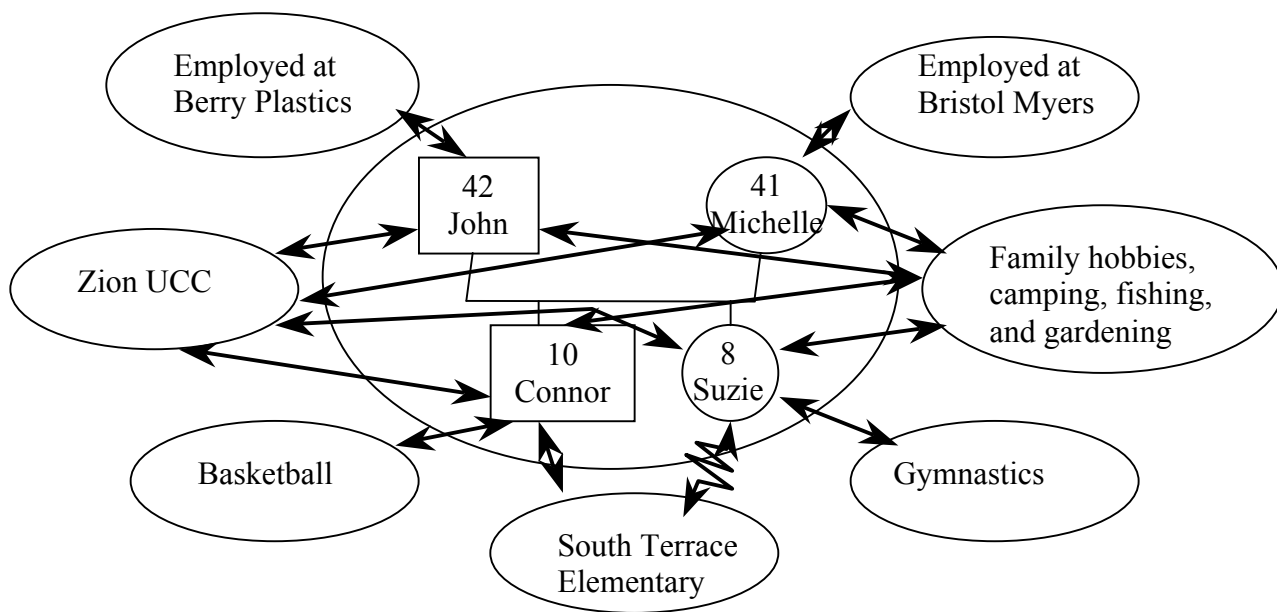 Employed at
Berry Plastics
Employed at
Bristol Myers
42
John
41
Michelle
Zion UCC
Family hobbies,
camping, fishing,
and gardening
10
Connor
8
Suzie
Basketball
Gymnastics
South Terrace
Elementary